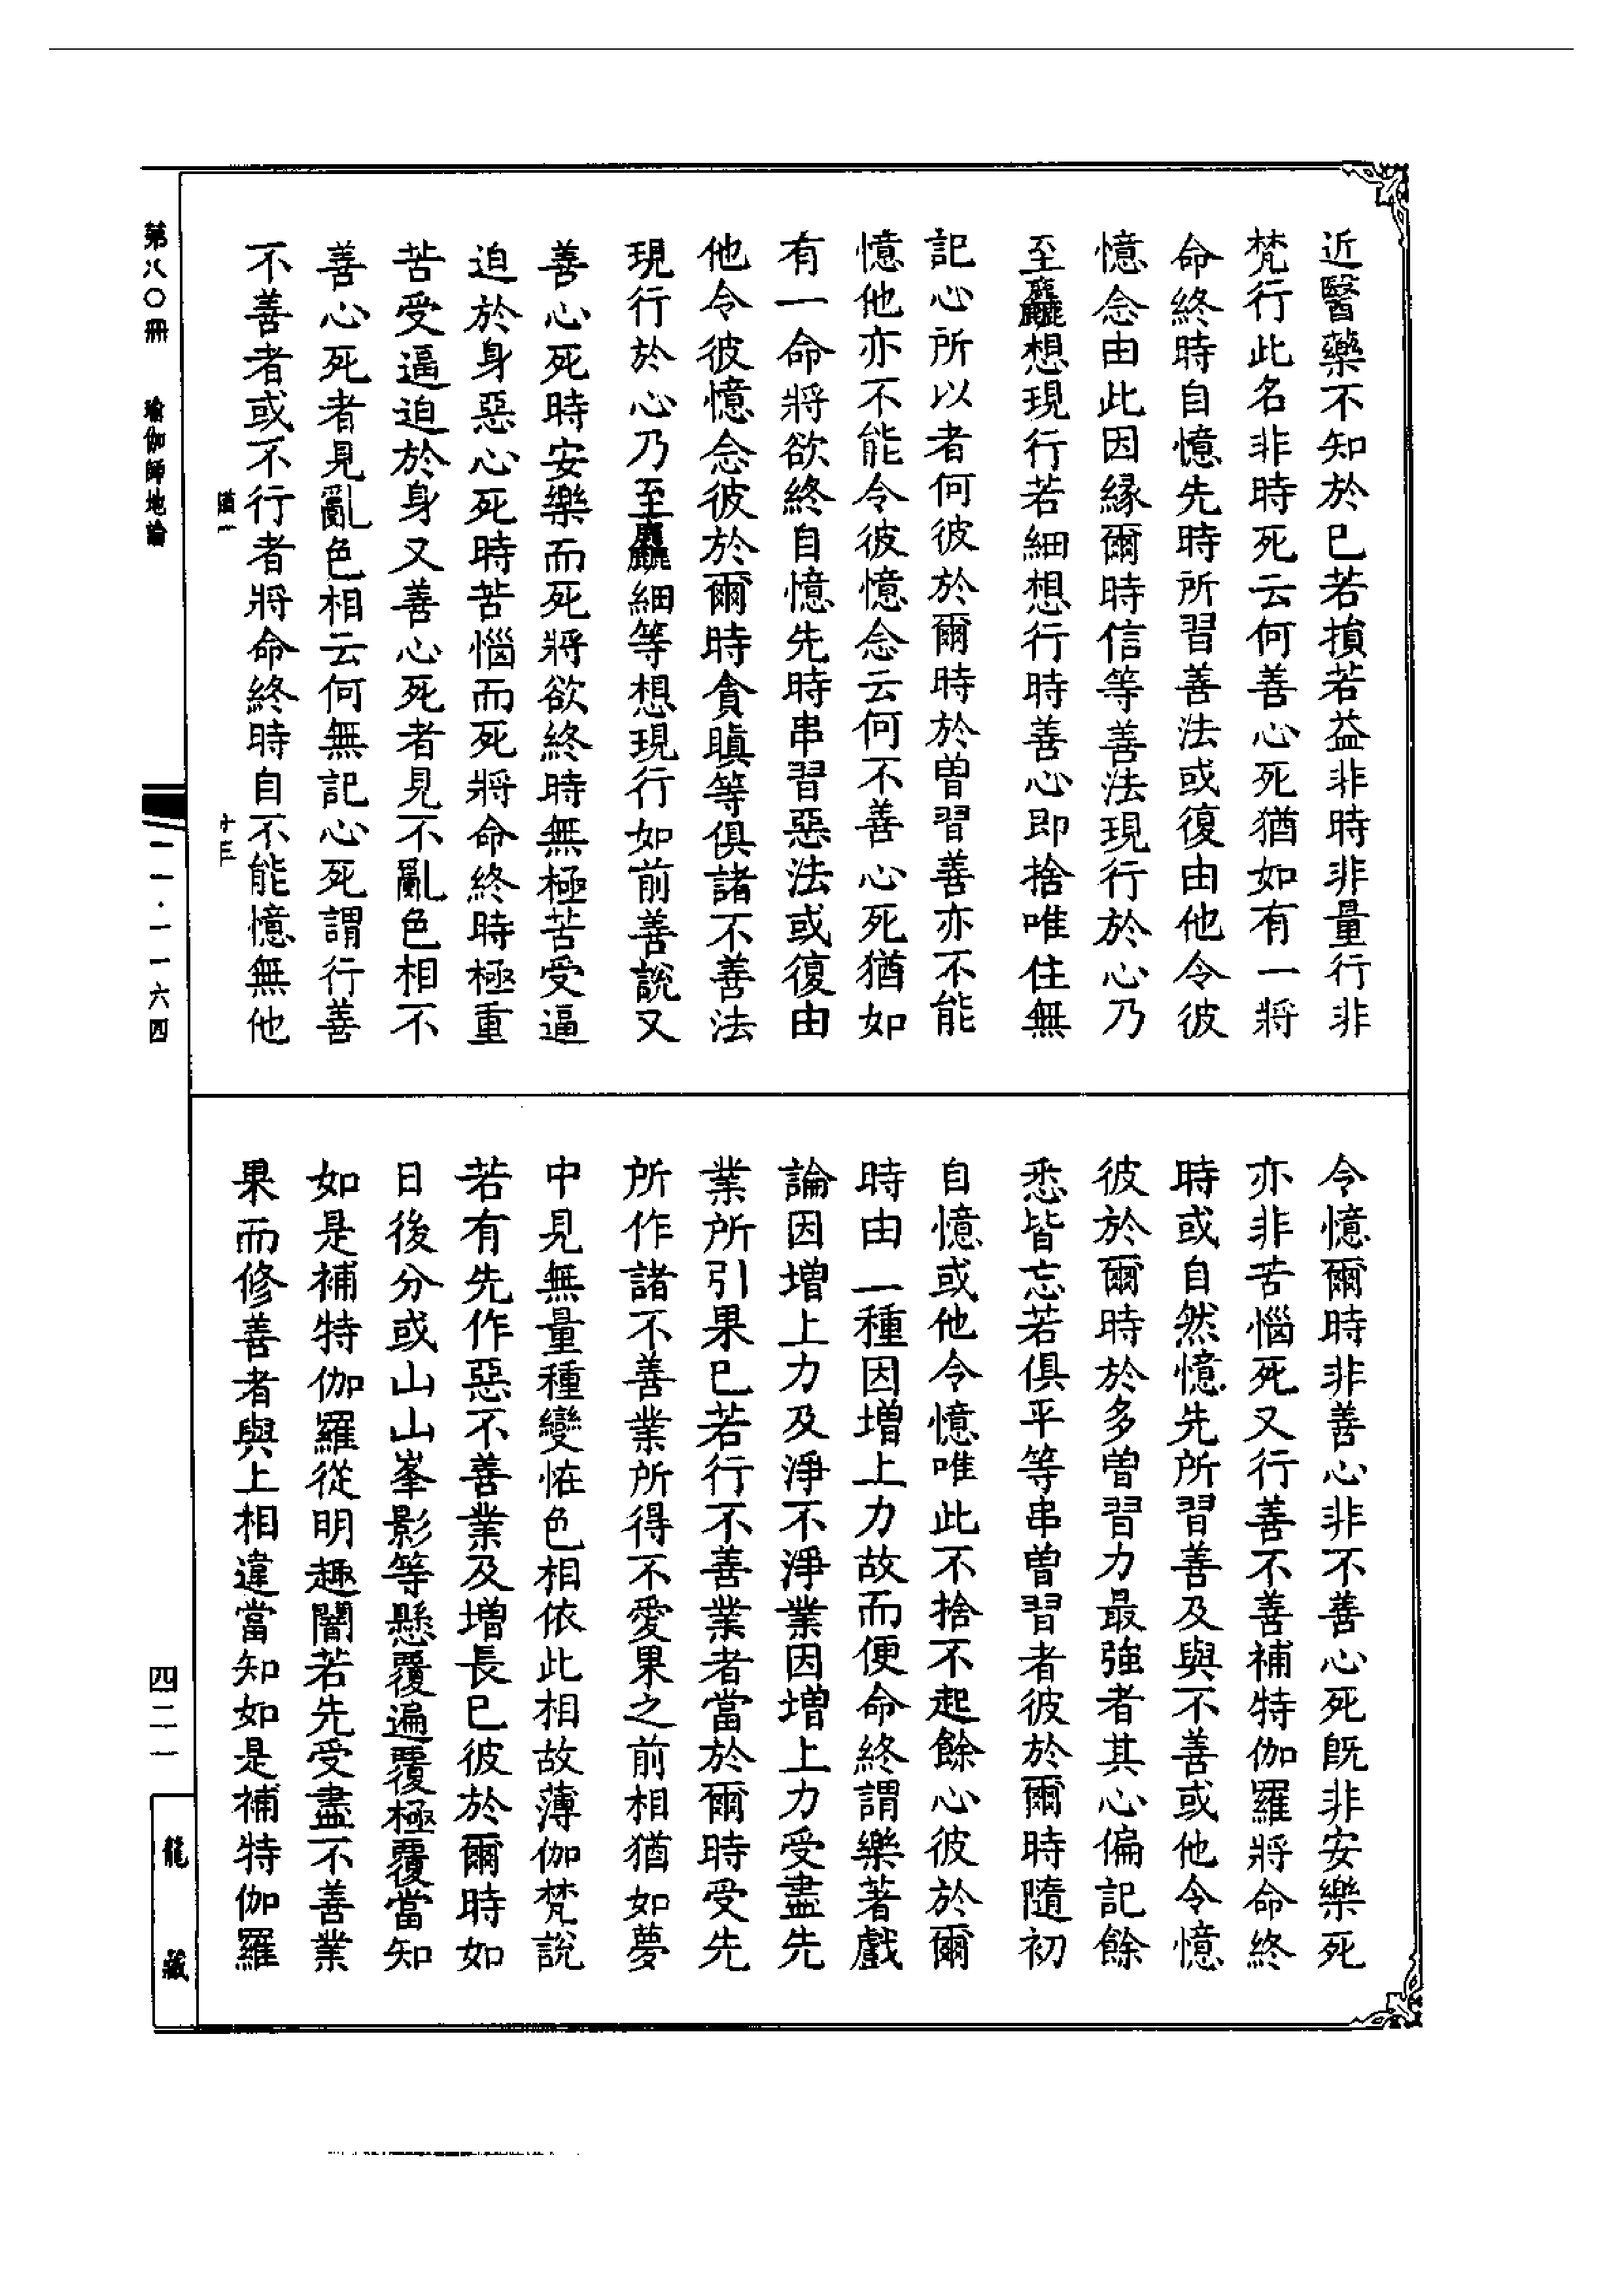 近醫藥不知於已若損若益非時非量行非
梵行此名非時死云何善心死猶如有一將
命終時自憶先時所習善法或復由他令彼
憶念由此因緣爾時信等善法現行於心乃
至麤想現行若細想行時善心即捨唯住無
記心所以者何彼於爾時於曽習善亦不能
憶他亦不能令彼憶念云何不善心死猶如
有一命將欲終自憶先時串習惡法或復由
他令彼憶念彼於爾時貪瞋等俱諸不善法
現行於心乃至麤細等想現行如前善說又
善心死時安樂而死將欲終時無極苦受逼
迫於身惡心死時苦惱而死將命終時極重
苦受逼迫於身又善心死者見不亂色相不
善心死者見亂色相云何無記心死謂行善
不善者或不行者將命終時自不能憶無他
令憶爾時非善心非不善心死既非安樂死
亦非苦惱死又行善不善補特伽羅將命終
時或自然憶先所習善及與不善或他令憶
彼於爾時於多曽習力最強者其心偏記餘
悉皆忘若俱平等串曽習者彼於爾時隨初
自憶或他令憶唯此不捨不起餘心彼於爾
時由一種因增上力故而便命終謂樂著戲
論因增上力及淨不淨業因增上力受盡先
業所引果已若行不善業者當於爾時受先
所作諸不善業所得不愛果之前相猶如夢
中見無量種變恠色相依此相故薄伽梵說
若有先作惡不善業及增長已彼於爾時如
日後分或山山峯影等懸覆遍覆極覆當知
如是補特伽羅從明趣闇若先受盡不善業
果而修善者與上相違當知如是補特伽羅
第八〇冊 瑜伽師地論 一一·一一六四 四二一 龍藏